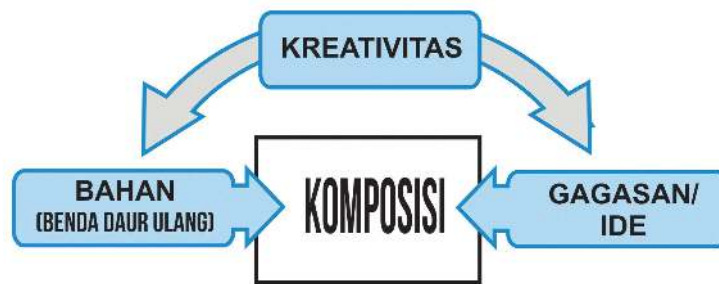 KREATIVITAS
BAHAN
(BENDA DAUR ULANG)
KOMPOSISI
GAGASAN/
IDE